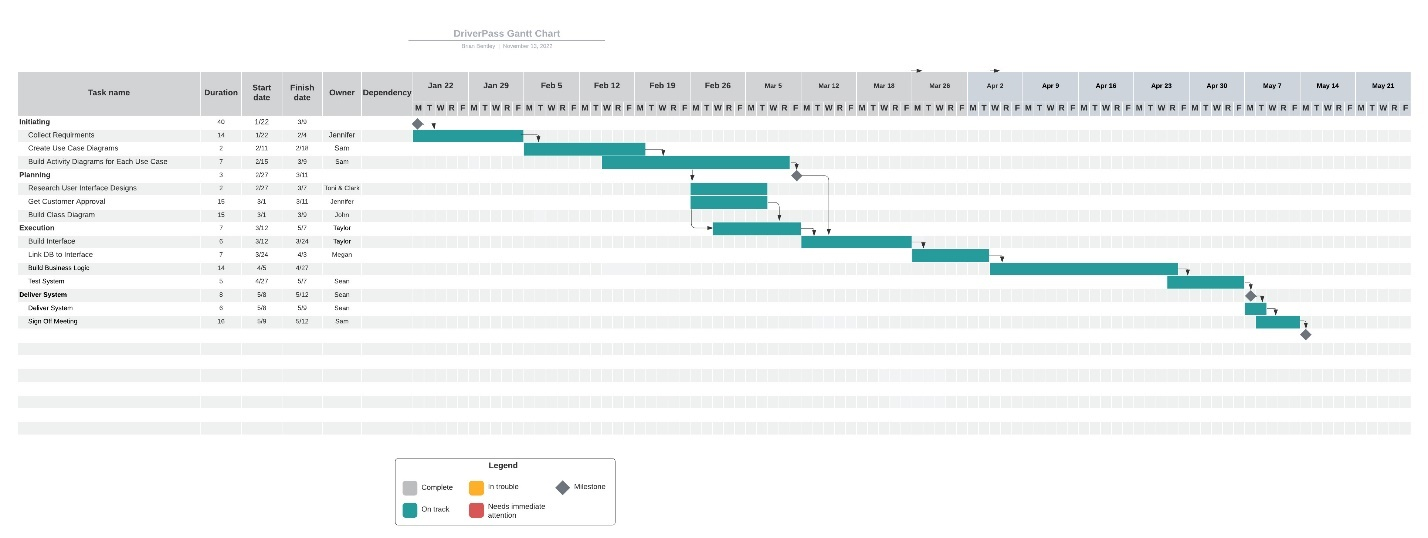 DriverPass Gantt Chart
Brian Bentley | November 12, 2022
Task name Duration Start date Finish date Owner Dependency Jan 22 Jan 29 Feb 5 Feb 12 Feb 19 Feb 26 Mar 5 Mar 12 Mar 18 Mar 26 Apr 2 Apr 9 Apr 16 Apr 23 Apr 30 May 7 May 14 May 21
M T W R F M T W R F M T W R F M T W R F M T W R F M T W R F M T W R F M T W R F M T W R F M T W R F M T W R F M T W R F M T W R F M T W R F M T W R F M T W R F M T W R F M T W R F
Initiating 40 1/22 3/9
Collect Requirments 14 1/22 2/4 Jennifer
Create Use Case Diagrams 2 2/11 2/18 Sam
Build Activity Diagrams for Each Use Case 7 2/15 3/9 Sam
Planning 3 2/27 3/11
Research User Interface Designs 2 2/27 3/7 Toni & Clark
Get Customer Approval 15 3/1 3/11 Jennifer
Build Class Diagram 15 3/1 3/9 John
Execution 7 3/12 5/7 Taylor
Build Interface 6 3/12 3/24 Taylor
Link DB to Interface 7 3/24 4/3 Megan
Build Business Logic 14 4/5 4/27
Test System 5 4/27 5/7 Sean
Deliver System 8 5/8 5/12 Sean
Deliver System 6 5/8 5/9 Sean
Sign Off Meeting 16 5/9 5/12 Sam
Legend
Complete In trouble Milestone
On track Needs immediate
attention